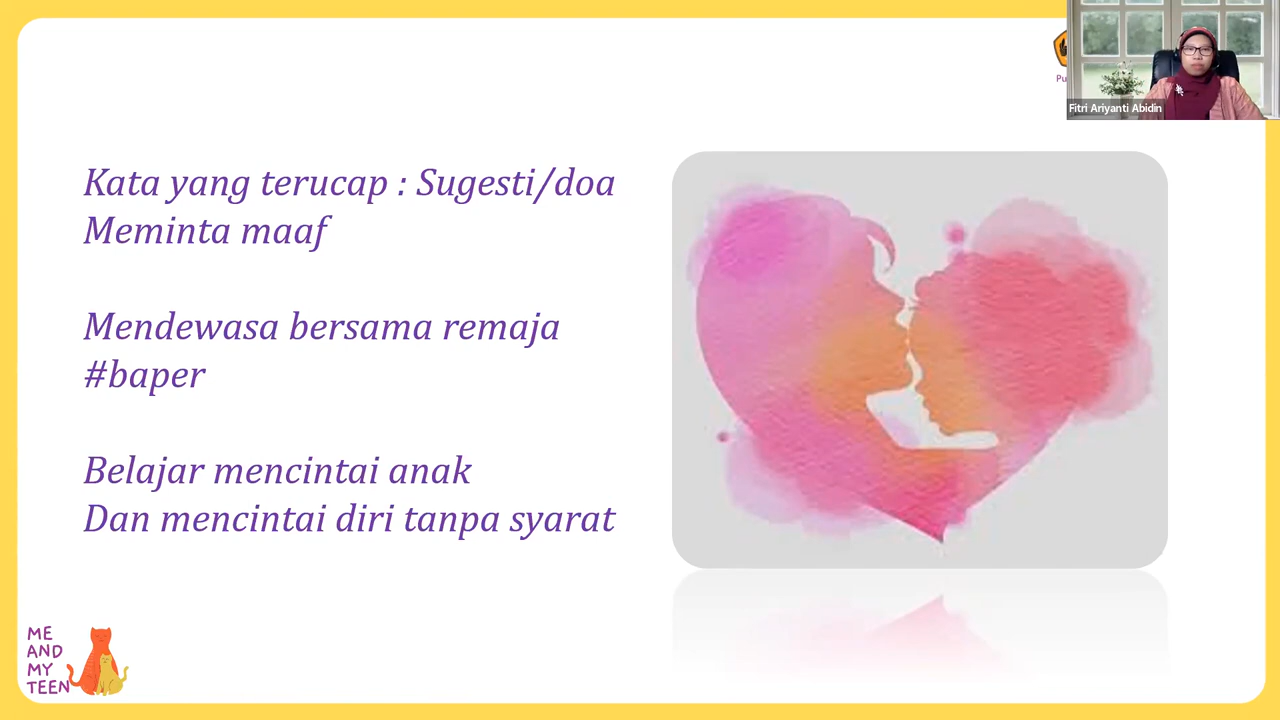 Kata yang terucap : Sugesti/doa
Meminta maaf
Mendewasa bersama remaja
#baper
Belajar mencintai anak
Dan mencintai diri tanpa syarat
Fitri Ariyanti Abidin
ME
AND
MY
TEEN